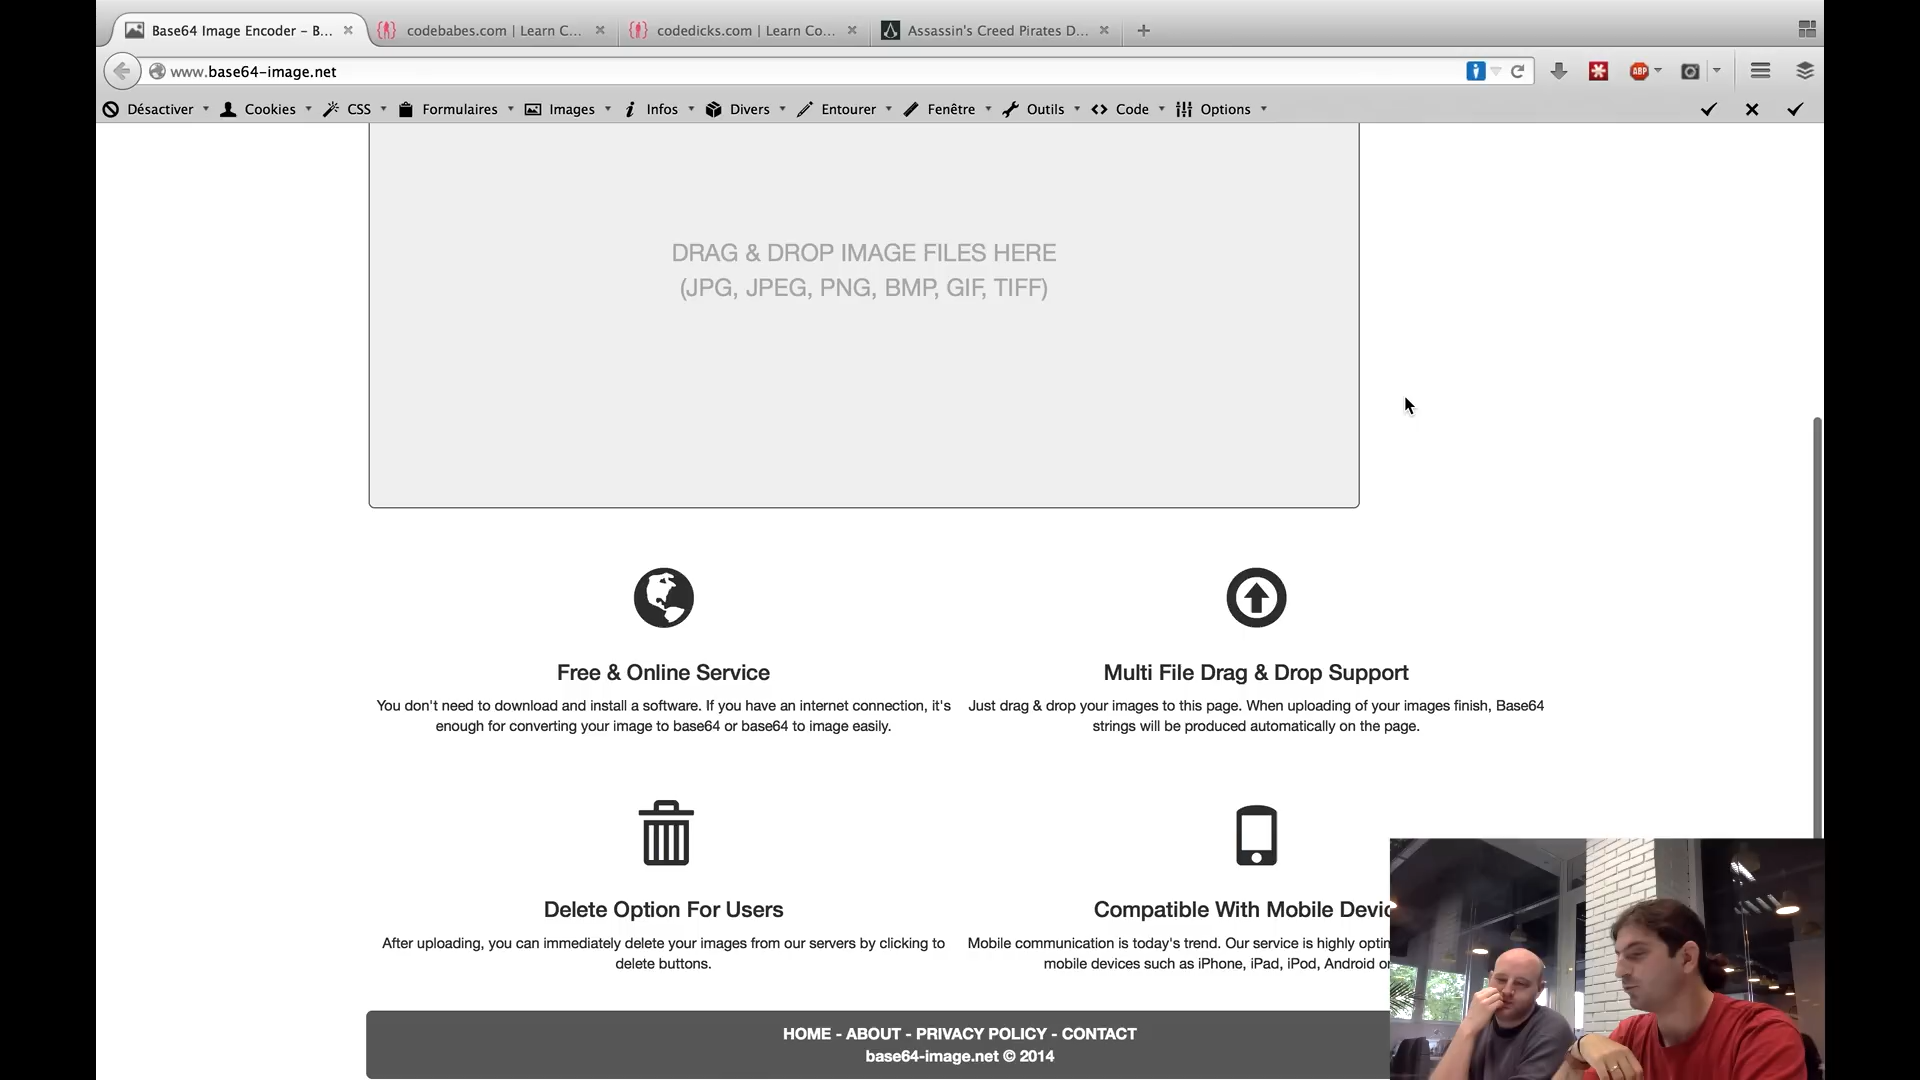 Base64 Image Encoder – B...
codebabes.com | Learn C...
codedicks.com | Learn Co...
Assassin's Creed Pirates D...
www.base64-image.net
ABP
Désactiver Cookies CSS Formulaires Images Infos Divers Entourer Fenêtre Outils Code Options
DRAG & DROP IMAGE FILES HERE
(JPG, JPEG, PNG, BMP, GIF, TIFF)
Free & Online Service
You don't need to download and install a software. If you have an internet connection, it's
enough for converting your image to base64 or base64 to image easily.
Multi File Drag & Drop Support
Just drag & drop your images to this page. When uploading of your images finish, Base64
strings will be produced automatically on the page.
Delete Option For Users
After uploading, you can immediately delete your images from our servers by clicking to
delete buttons.
Compatible With Mobile Devic
Mobile communication is today's trend. Our service is highly optim
mobile devices such as iPhone, iPad, iPod, Android or
HOME - ABOUT - PRIVACY POLICY - CONTACT
base64-image.net © 2014